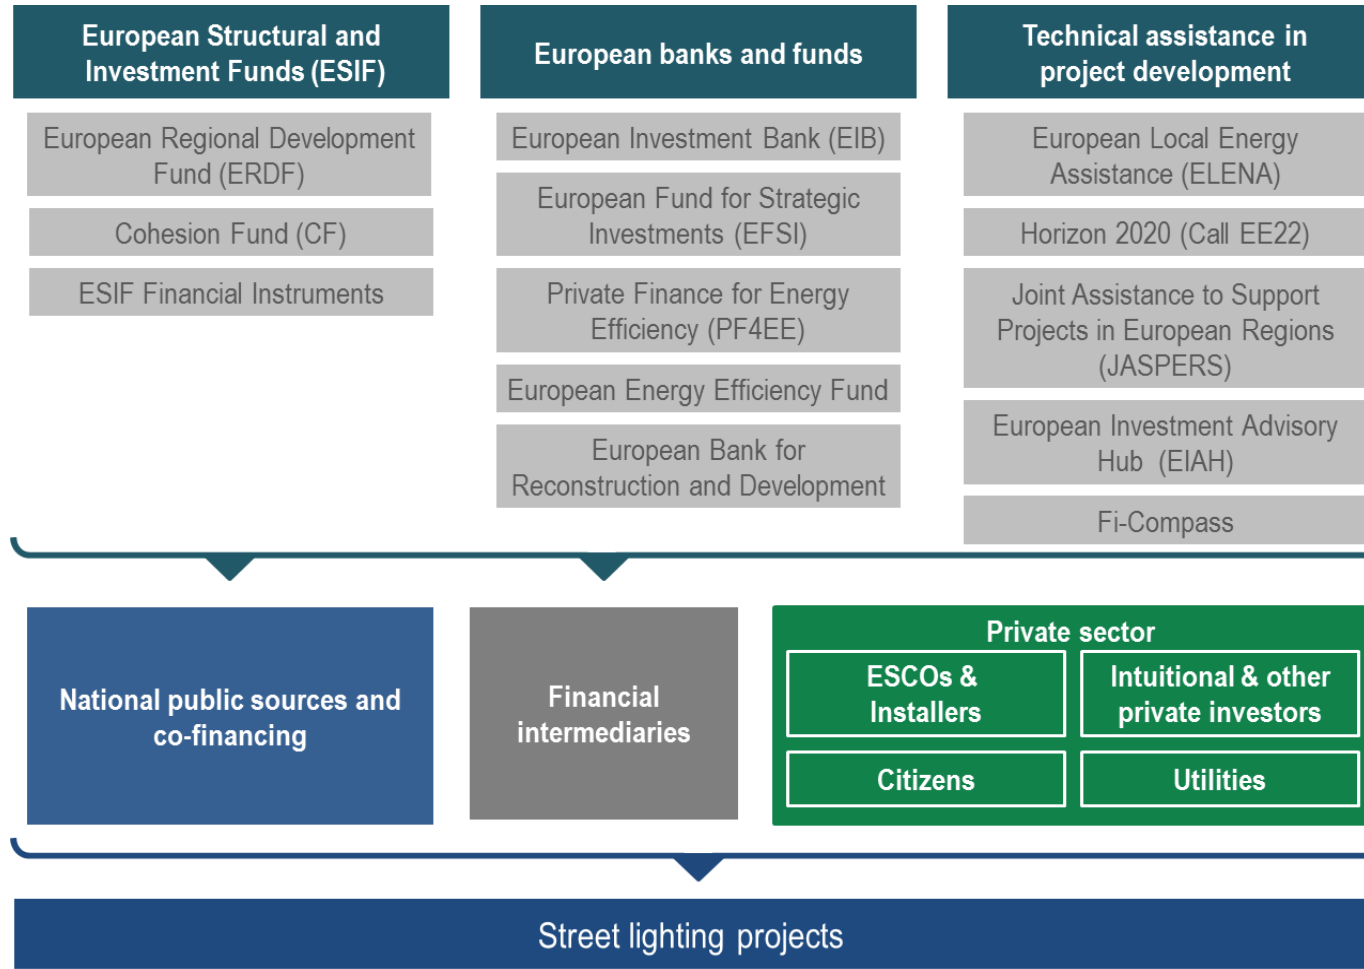 European Structural and
Investment Funds (ESIF)
European Regional Development
Fund (ERDF)
Cohesion Fund (CF)
ESIF Financial Instruments
European banks and funds
European Investment Bank (EIB)
European Fund for Strategic
Investments (EFSI)
Private Finance for Energy
Efficiency (PF4EE)
European Energy Efficiency Fund
European Bank for
Reconstruction and Development
Technical assistance in
project development
European Local Energy
Assistance (ELENA)
Horizon 2020 (Call EE22)
Joint Assistance to Support
Projects in European Regions
(JASPERS)
European Investment Advisory
Hub (EIAH)
Fi-Compass
National public sources and
co-financing
Financial
intermediaries
Private sector
ESCOs &
Installers
Intuitional & other
private investors
Citizens
Utilities
Street lighting projects